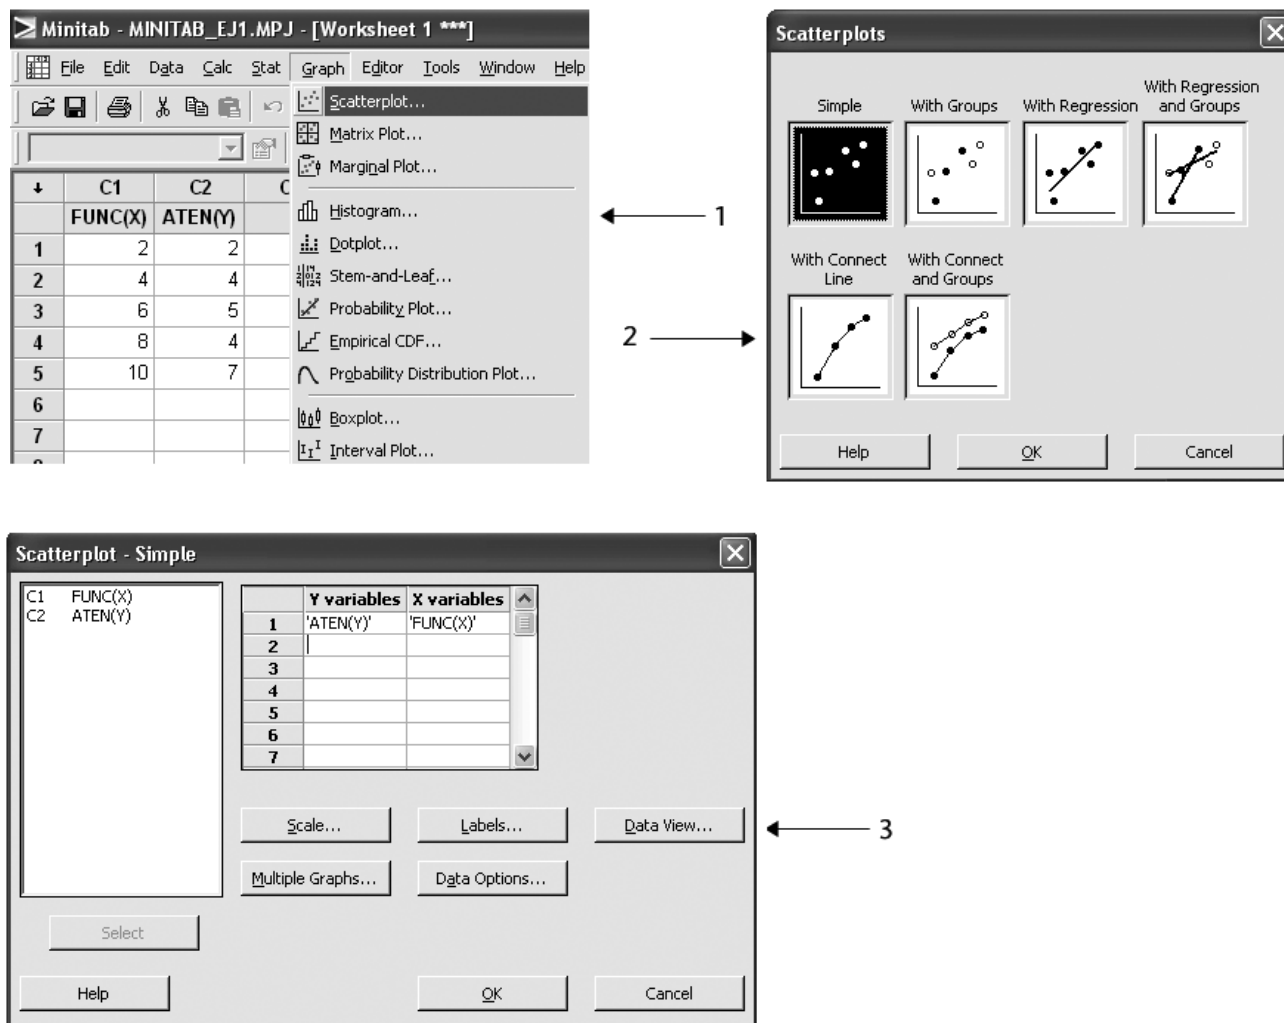 Minitab - MINITAB_EJ1.MPJ - [Worksheet 1 ***]
File Edit Data Calc Stat Graph Editor Tools Window Help
Scatterplot...
Matrix Plot...
Marginal Plot...
Histogram...
Dotplot...
Stem-and-Leaf...
Probability Plot...
Empirical CDF...
Probability Distribution Plot...
Boxplot...
Interval Plot...
C1 C2 C
FUNC(X) ATEN(Y)
1 2 2
2 4 4
3 6 5
4 8 4
5 10 7
6
7
1
Scatterplots
Simple With Groups With Regression With Regression and Groups
With Connect Line With Connect and Groups
Help OK Cancel
2
Scatterplot - Simple
C1 FUNC(X)
C2 ATEN(Y)
Y variables X variables
1 'ATEN(Y)' 'FUNC(X)'
2
3
4
5
6
7
Scale... Labels... Data View...
Multiple Graphs... Data Options...
Select
Help OK Cancel
3